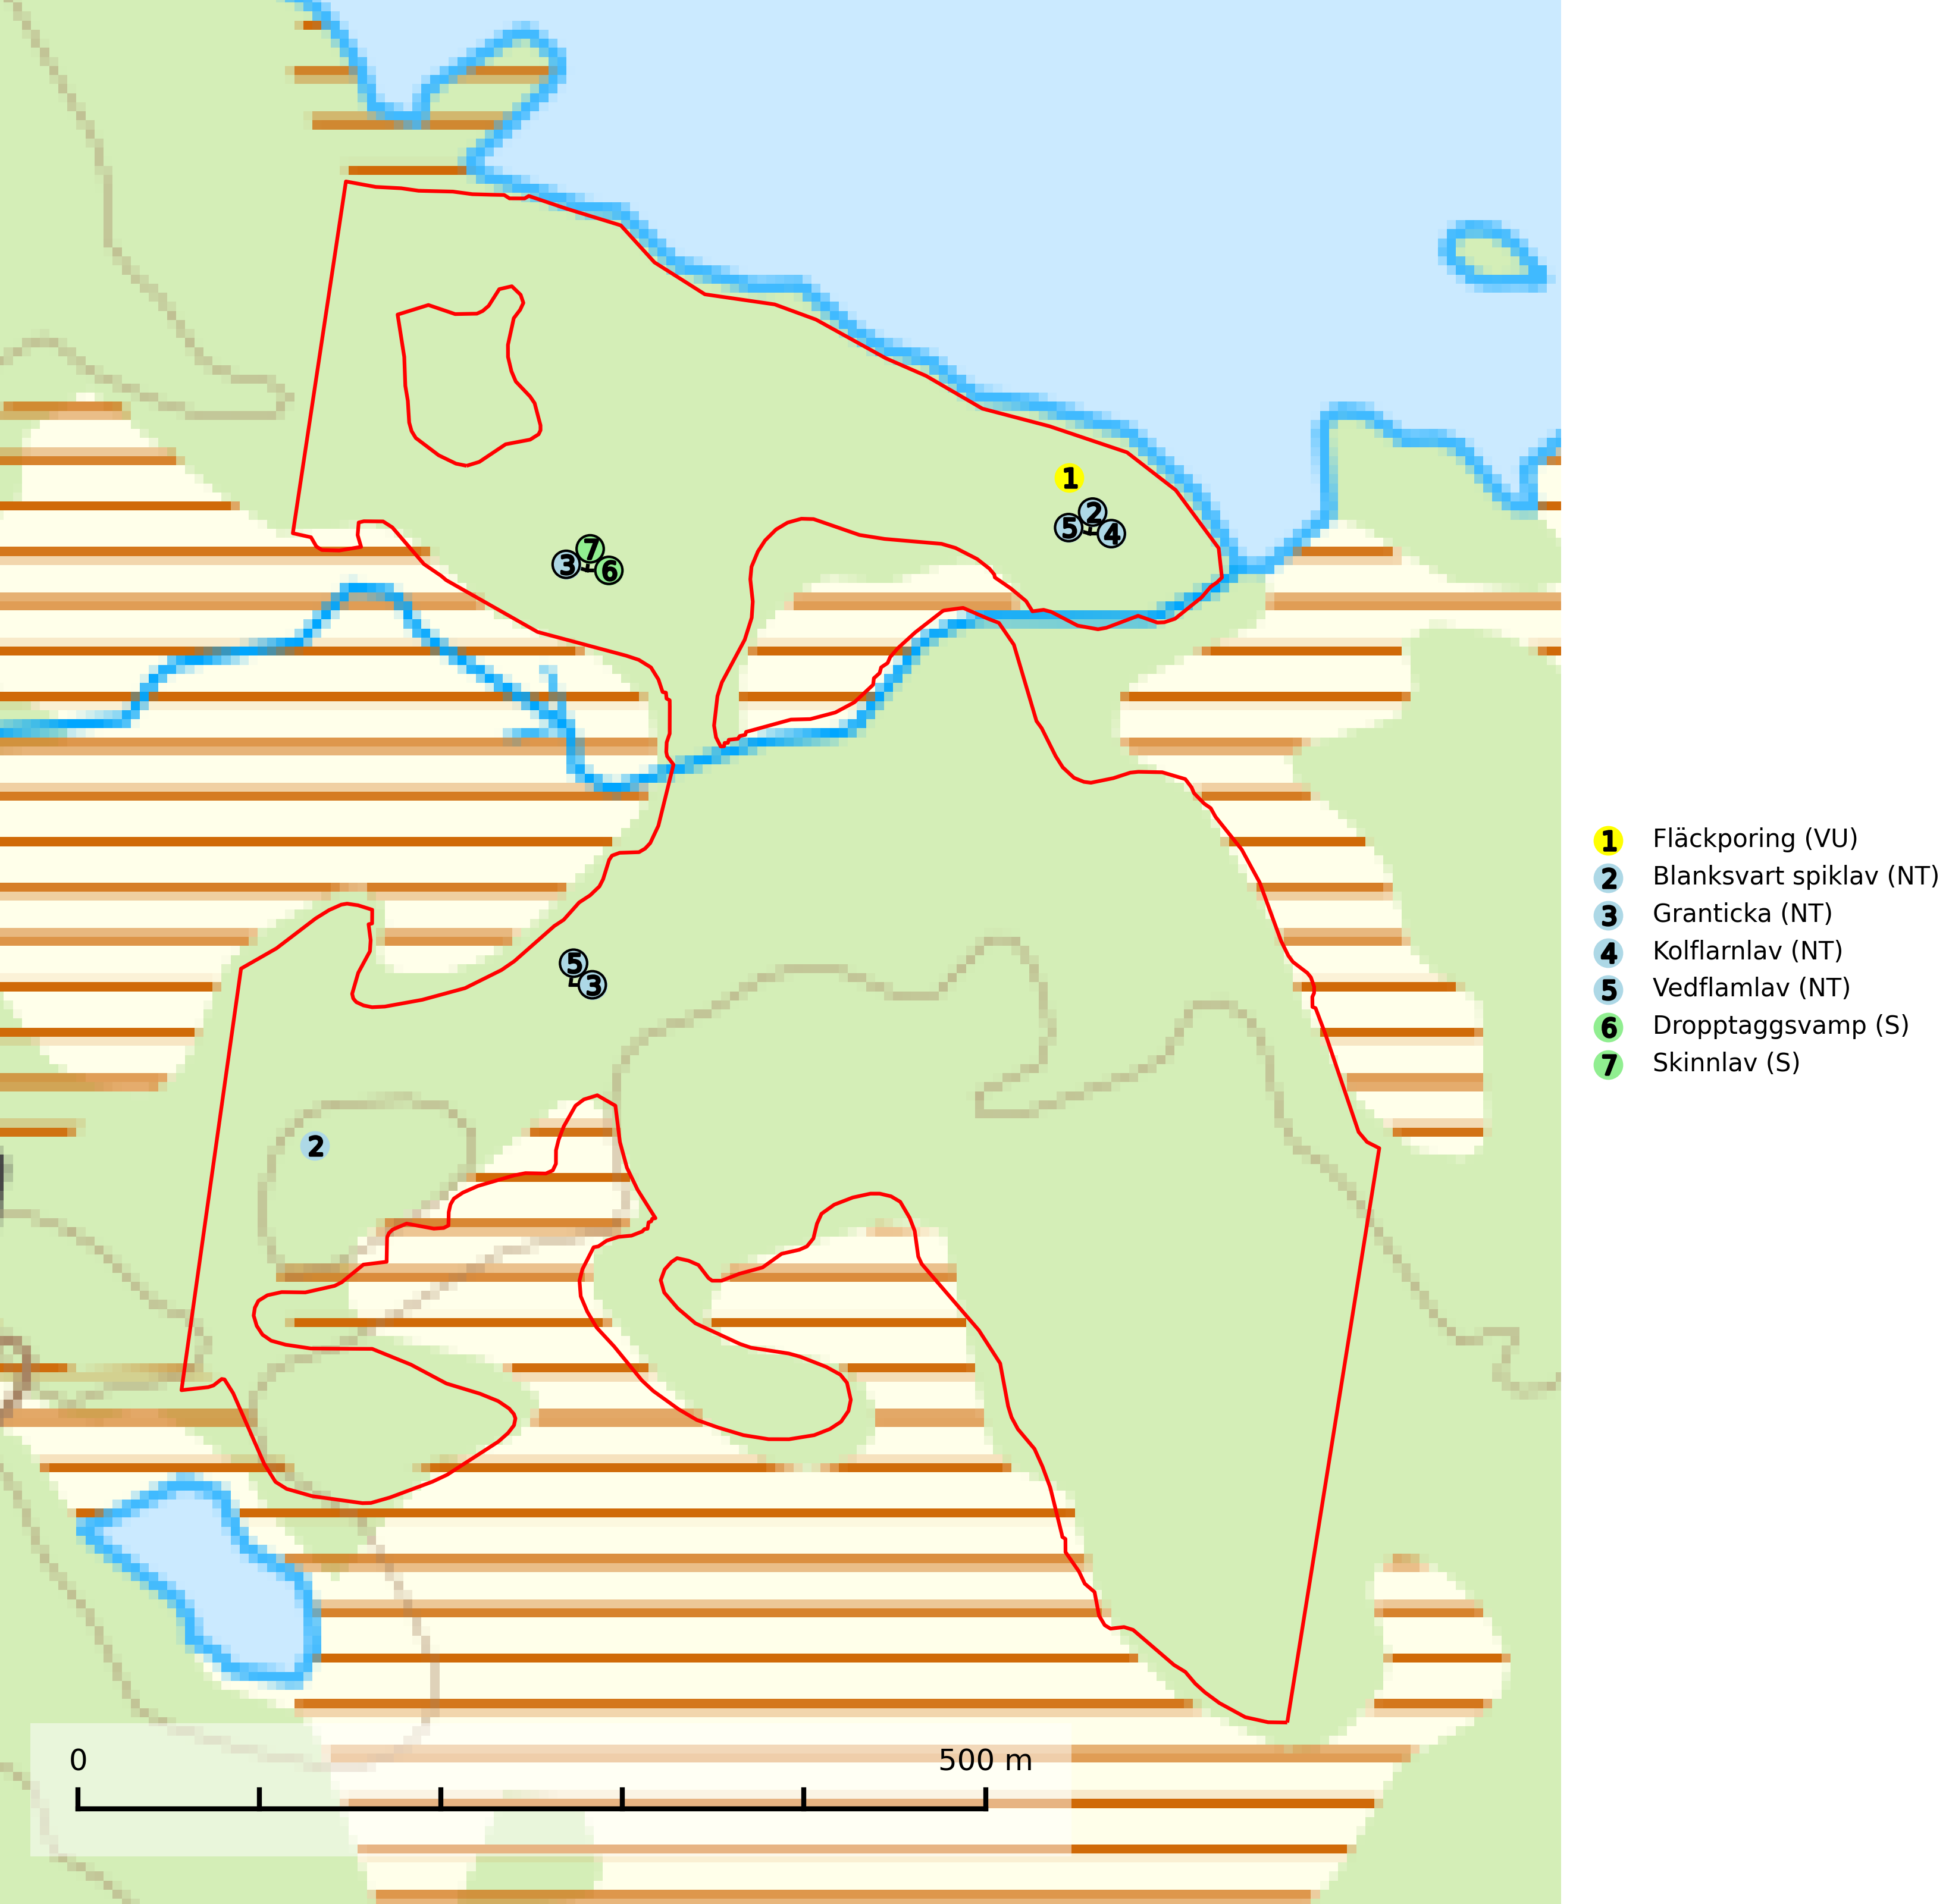 1
2
5
4
7
3
6
5
3
2
1 Fläckporing (VU)
2 Blanksvart spiklav (NT)
3 Granticka (NT)
4 Kolflarnlav (NT)
5 Vedflamlav (NT)
6 Dropptaggsvamp (S)
7 Skinnlav (S)
0 500 m